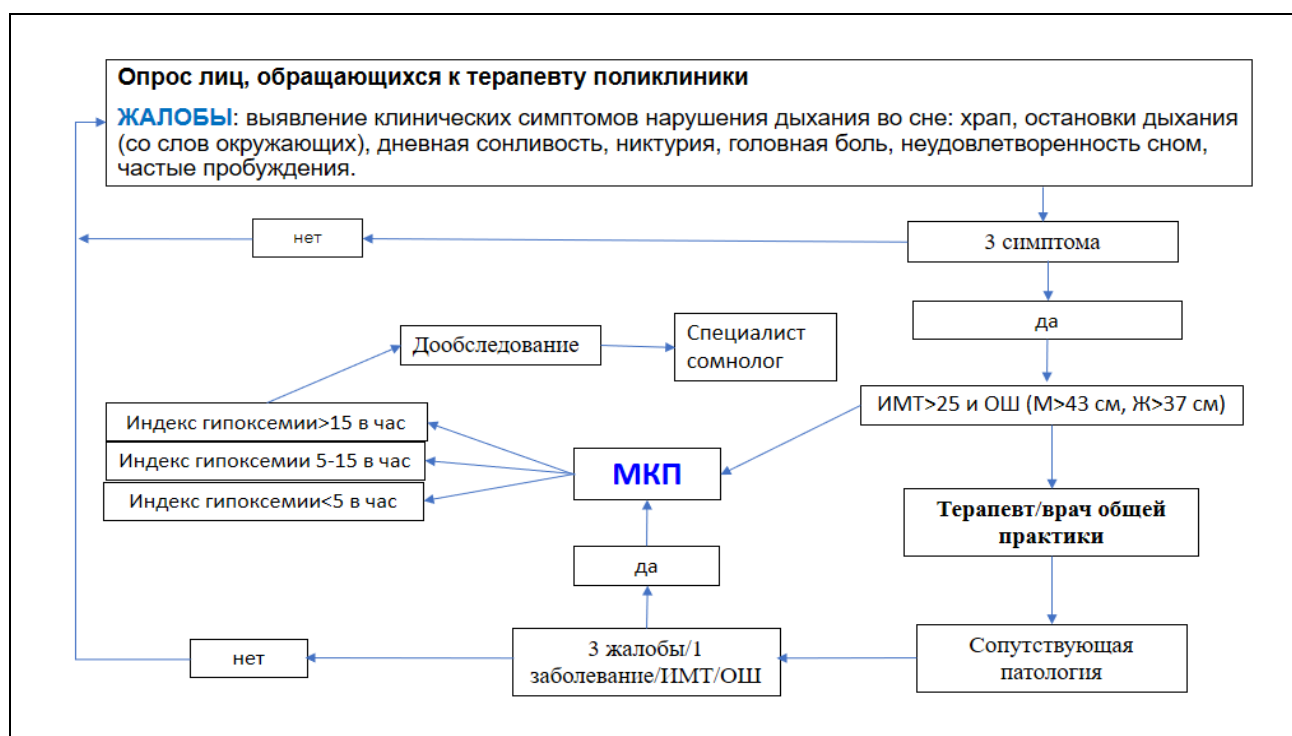 Опрос лиц, обращающихся к терапевту поликлиники
ЖАЛОБЫ: выявление клинических симптомов нарушения дыхания во сне: храп, остановки дыхания
(со слов окружающих), дневная сонливость, никтурия, головная боль, неудовлетворенность сном,
частые пробуждения.
нет
3 симптома
да
Дообследование
Специалист
сомнолог
ИМТ>25 и ОШ (М>43 см, Ж>37 см)
Индекс гипоксемии>15 в час
Индекс гипоксемии 5-15 в час
Индекс гипоксемии<5 в час
МКП
Терапевт/врач общей
практики
да
нет
3 жалобы/1
заболевание/ИМТ/ОШ
Сопутствующая
патология